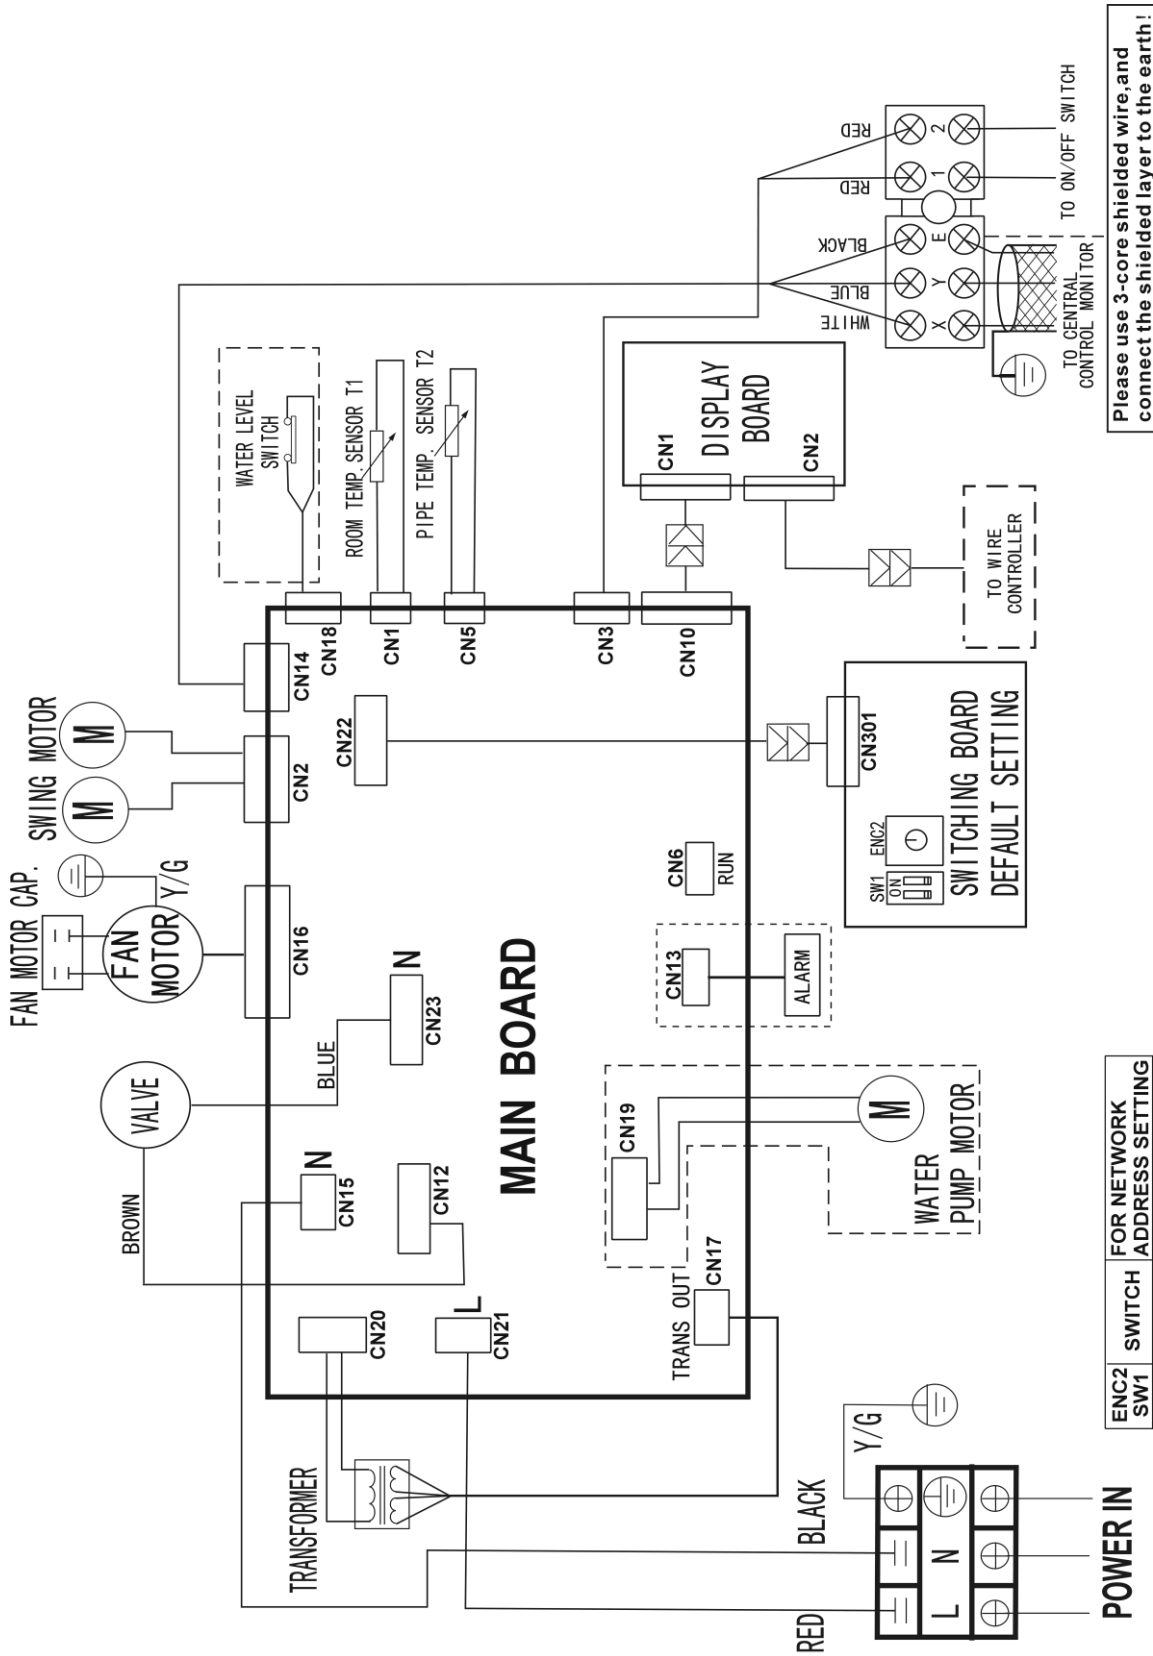 FAN MOTOR CAP.
SWING MOTOR
M
M
FAN
MOTOR
Y/G
VALVE
BROWN
BLUE
TRANSFORMER
CN20
L
CN21
N
CN15
CN12
N
CN23
CN16
CN2
CN14
CN22
CN18
CN1
CN5
CN3
CN10
WATER LEVEL
SWITCH
ROOM TEMP. SENSOR T1
PIPE TEMP. SENSOR T2
MAIN BOARD
TRANS OUT
CN17
CN19
M
WATER
PUMP MOTOR
CN13
ALARM
CN6
RUN
CN301
SW1
ON
ENC2
SWITCHING BOARD
DEFAULT SETTING
CN1
DISPLAY
BOARD
CN2
TO WIRE
CONTROLLER
WHITE
BLUE
BLACK
RED
RED
X
Y
E
1
2
TO CENTRAL
CONTROL MONITOR
TO ON/OFF SWITCH
RED
BLACK
Y/G
L
N
POWER IN
ENC2
SW1
SWITCH
FOR NETWORK
ADDRESS SETTING
Please use 3-core shielded wire,and
connect the shielded layer to the earth!